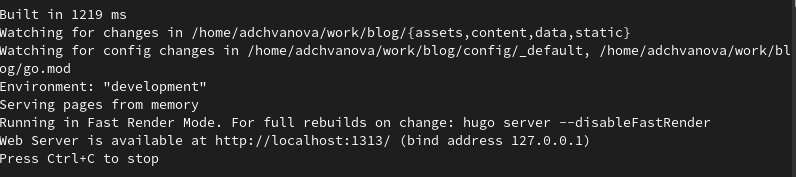 Built in 1219 ms
Watching for changes in /home/adchvanova/work/blog/{assets,content,data,static}
Watching for config changes in /home/adchvanova/work/blog/config/_default, /home/adchvanova/work/bl
og/go.mod
Environment: "development"
Serving pages from memory
Running in Fast Render Mode. For full rebuilds on change: hugo server --disableFastRender
Web Server is available at http://localhost:1313/ (bind address 127.0.0.1)
Press Ctrl+C to stop